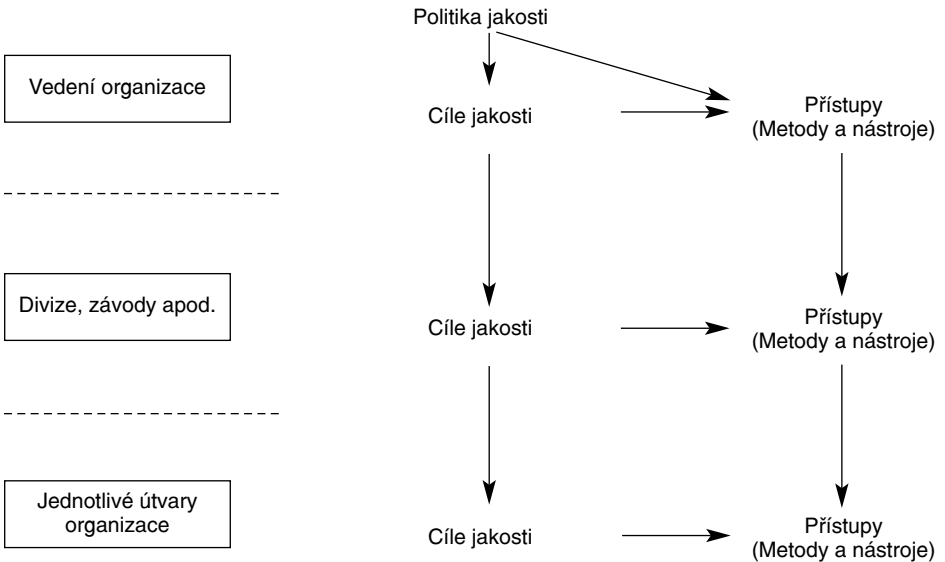 Politika jakosti
Vedení organizace
Cíle jakosti
Přístupy
(Metody a nástroje)
Divize, závody apod.
Cíle jakosti
Přístupy
(Metody a nástroje)
Jednotlivé útvary
organizace
Cíle jakosti
Přístupy
(Metody a nástroje)